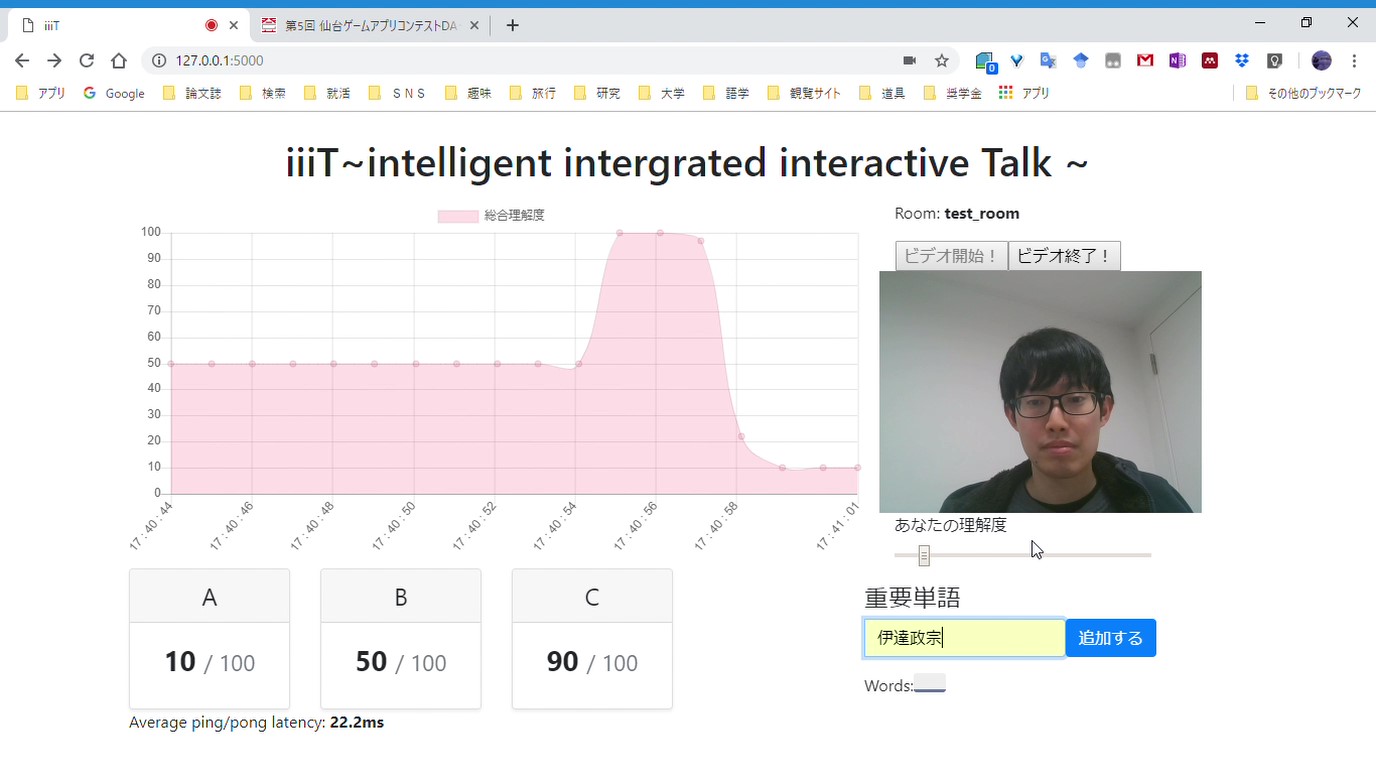 iiiT
第5回 仙台ゲームアプリコンテストDA
127.0.0.1:5000
0
アプリ Google 論文誌 検索 就活 SNS 趣味 旅行 研究 大学 語学 観覧サイト 道具 奨学金 アプリ その他のブックマーク
iiiT~intelligent intergrated interactive Talk ~
総合理解度
100
90
80
70
60
50
40
30
20
10
0
17:40:44 17:40:46 17:40:48 17:40:50 17:40:52 17:40:54 17:40:56 17:40:58 17:41:01
Room: test_room
ビデオ開始! ビデオ終了!
あなたの理解度
A B C
10 / 100 50 / 100 90 / 100
Average ping/pong latency: 22.2ms
重要単語
伊達政宗 追加する
Words: